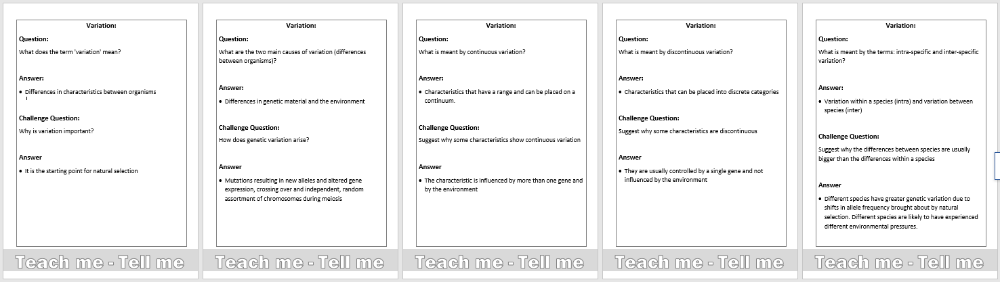 Variation:
Question:
What does the term 'variation' mean?
Answer:
• Differences in characteristics between organisms
Challenge Question:
Why is variation important?
Answer
• It is the starting point for natural selection
Teach me - Tell me
Variation:
Question:
What are the two main causes of variation (differences
between organisms)?
Answer:
• Differences in genetic material and the environment
Challenge Question:
How does genetic variation arise?
Answer
• Mutations resulting in new alleles and altered gene
expression, crossing over and independent, random
assortment of chromosomes during meiosis
Teach me - Tell me
Variation:
Question:
What is meant by continuous variation?
Answer:
• Characteristics that have a range and can be placed on a
continuum.
Challenge Question:
Suggest why some characteristics show continuous variation
Answer
• The characteristic is influenced by more than one gene and
by the environment
Teach me - Tell me
Variation:
Question:
What is meant by discontinuous variation?
Answer:
• Characteristics that can be placed into discrete categories
Challenge Question:
Suggest why some characteristics are discontinuous
Answer
• They are usually controlled by a single gene and not
influenced by the environment
Teach me - Tell me
Variation:
Question:
What is meant by the terms: intra-specific and inter-specific
variation?
Answer:
• Variation within a species (intra) and variation between
species (inter)
Challenge Question:
Suggest why the differences between species are usually
bigger than the differences within a species
Answer
• Different species have greater genetic variation due to
shifts in allele frequency brought about by natural
selection. Different species are likely to have experienced
different environmental pressures.
Teach me - Tell me